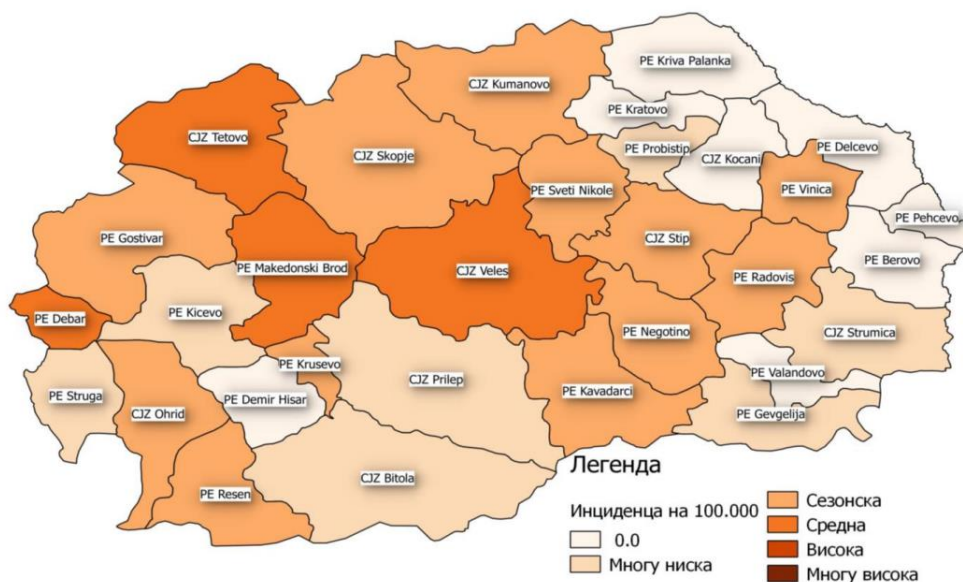 PE Kriva Palanka
CJZ Kumanovo
PE Kratovo
CJZ Tetovo
CJZ Skopje
PE Probistip
PE Delcevo
CJZ Kocani
PE Sveti Nikole
PE Vinica
PE Pehcevo
PE Gostivar
CJZ Stip
PE Berovo
PE Makedonski Brod
CJZ Veles
PE Radovis
PE Debar
PE Kicevo
PE Negotino
CJZ Strumica
PE Krusevo
PE Valandovo
CJZ Prilep
PE Struga
PE Demir Hisar
PE Kavadarci
CJZ Ohrid
PE Gevgelija
CJZ Bitola
PE Resen
Легенда
Инциденца на 100.000
0.0
Многу ниска
Сезонска
Средна
Висока
Многу висока